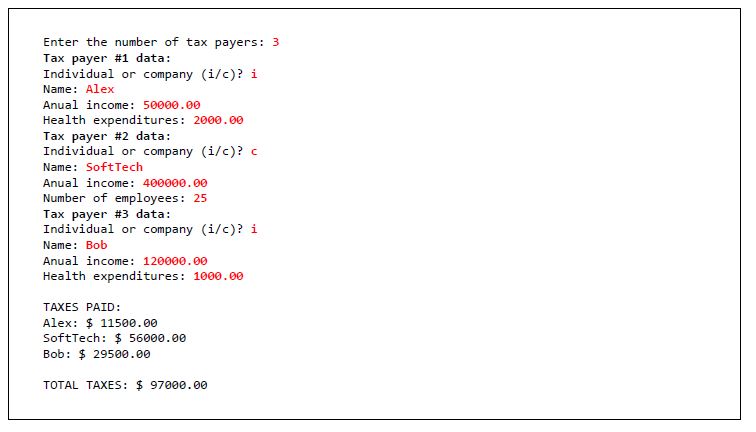 Enter the number of tax payers: 3
Tax payer #1 data:
Individual or company (i/c)? i
Name: Alex
Anual income: 50000.00
Health expenditures: 2000.00
Tax payer #2 data:
Individual or company (i/c)? c
Name: SoftTech
Anual income: 400000.00
Number of employees: 25
Tax payer #3 data:
Individual or company (i/c)? i
Name: Bob
Anual income: 120000.00
Health expenditures: 1000.00
TAXES PAID:
Alex: $ 11500.00
SoftTech: $ 56000.00
Bob: $ 29500.00
TOTAL TAXES: $ 97000.00